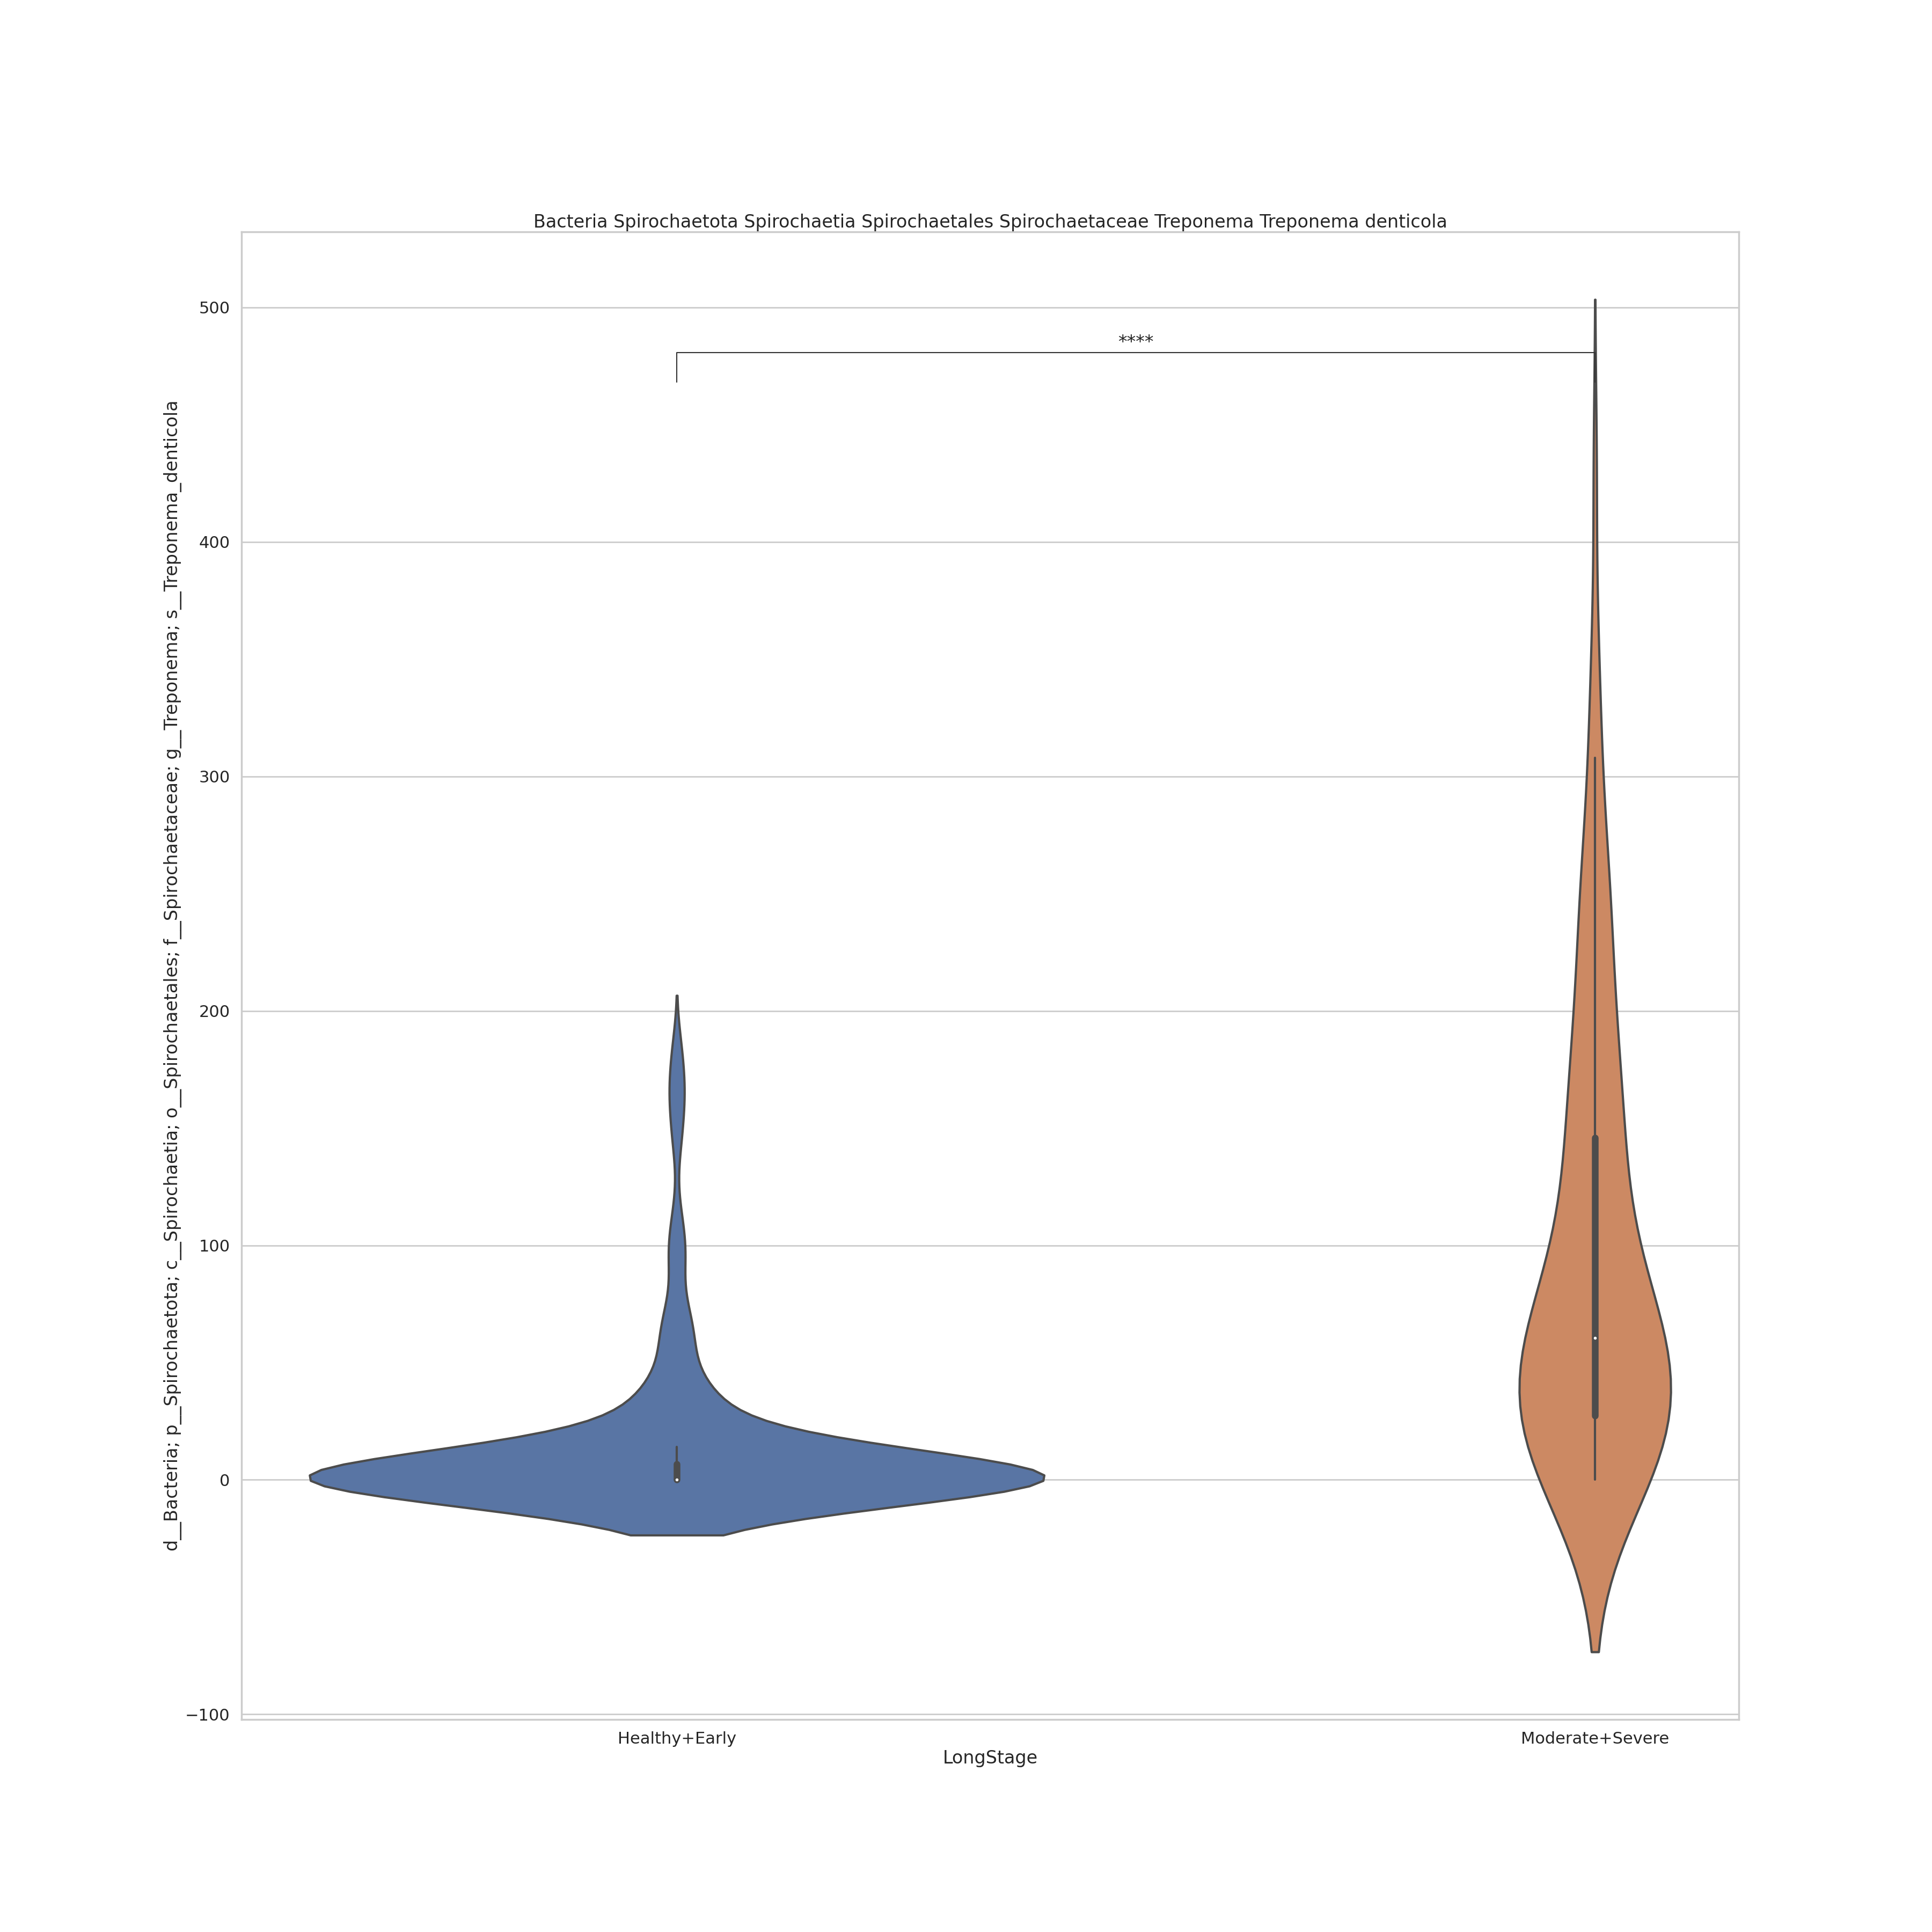 Bacteria Spirochaetota Spirochaetia Spirochaetales Spirochaetaceae Treponema Treponema denticola
d__Bacteria; p__Spirochaetota; c__Spirochaetia; o__Spirochaetales; f__Spirochaetaceae; g__Treponema; s__Treponema_denticola
500
****
400
300
200
100
0
−100
Healthy+Early Moderate+Severe
LongStage